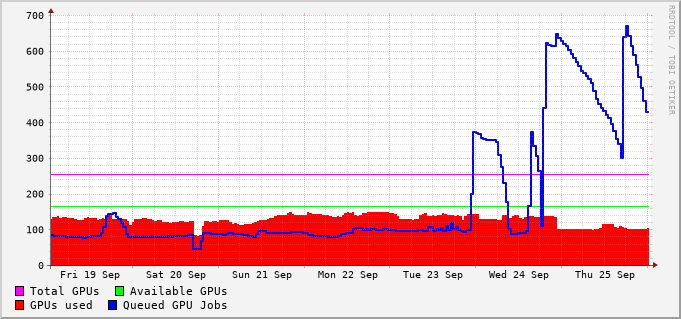 RRDTOOL / TOBI OETIKER
700
600
500
400
300
200
100
0
Fri 19 Sep Sat 20 Sep Sun 21 Sep Mon 22 Sep Tue 23 Sep Wed 24 Sep Thu 25 Sep
Total GPUs Available GPUs
GPUs used Queued GPU Jobs